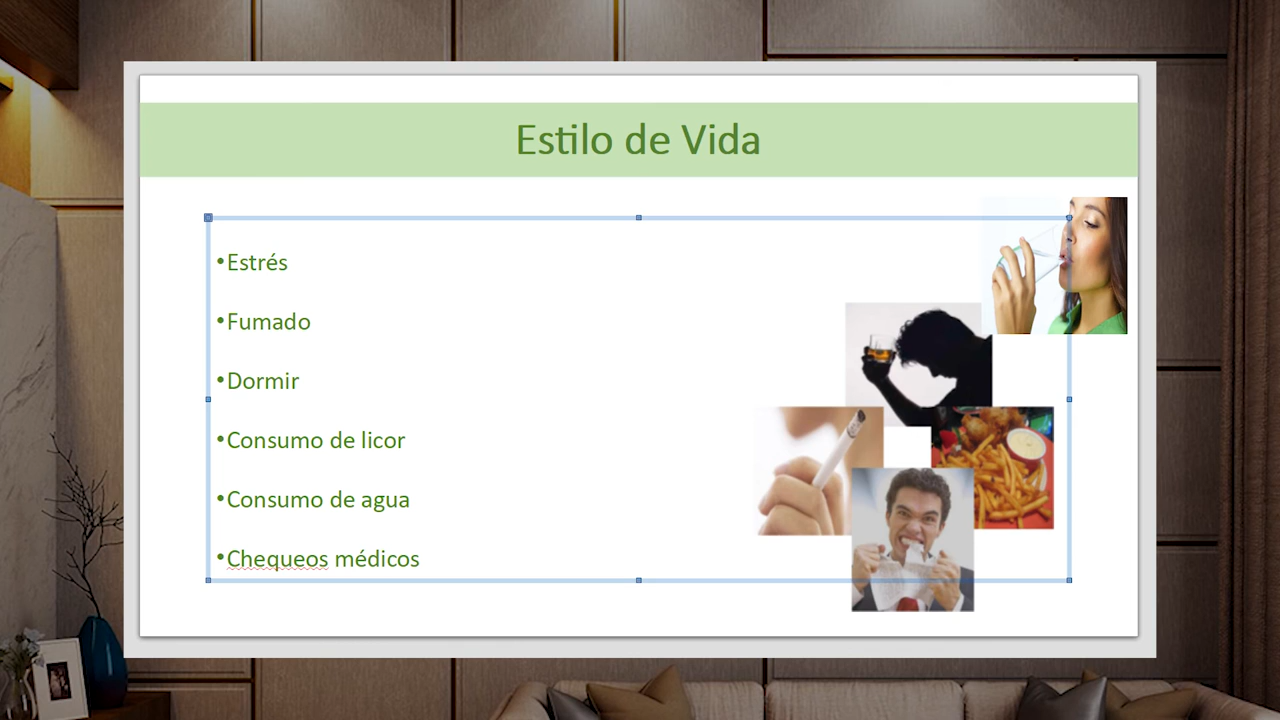 Estilo de Vida
•Estrés
•Fumado
•Dormir
•Consumo de licor
•Consumo de agua
•Chequeos médicos